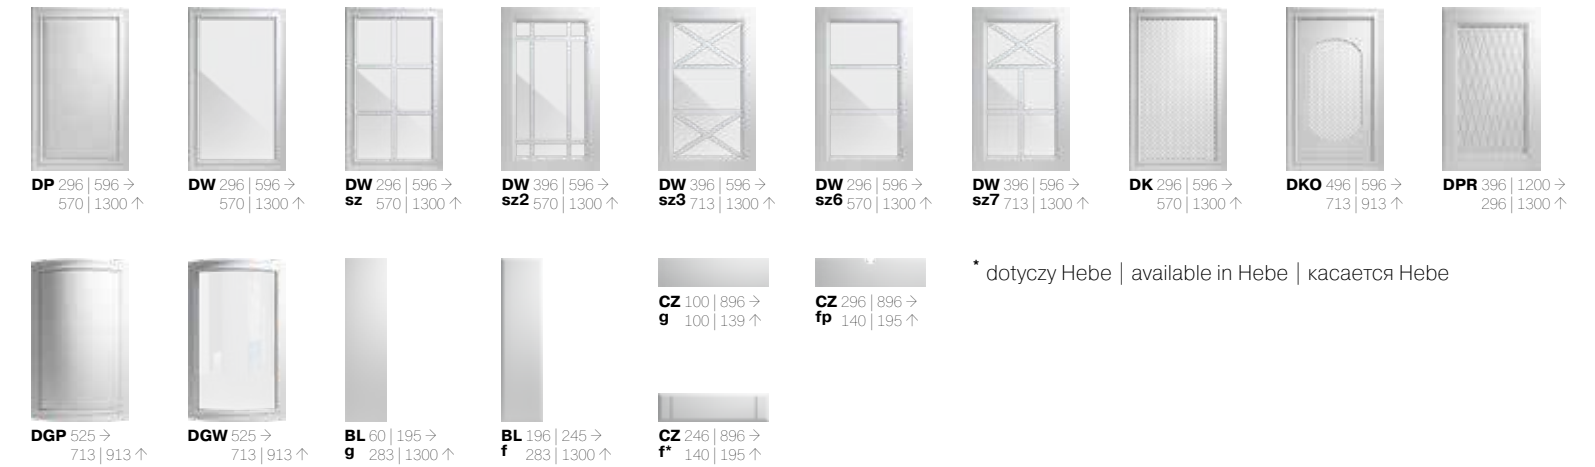 DP 296 | 596 →
570 | 1300 ↑
DW 296 | 596 →
sz 570 | 1300 ↑
DW 296 | 596 →
570 | 1300 ↑
DW 396 | 596 →
sz2 570 | 1300 ↑
DW 396 | 596 →
sz3 713 | 1300 ↑
DW 296 | 596 →
sz6 570 | 1300 ↑
DW 396 | 596 →
sz7 713 | 1300 ↑
DK 296 | 596 →
570 | 1300 ↑
DKO 496 | 596 →
713 | 913 ↑
DPR 396 | 1200 →
296 | 1300 ↑
* dotyczy Hebe | available in Hebe | касается Hebe
CZ 100 | 896 →
g 100 | 139 ↑
CZ 296 | 896 →
fp 140 | 195 ↑
DGP 525 →
713 | 913 ↑
DGW 525 →
713 | 913 ↑
BL 60 | 195 →
g 283 | 1300 ↑
BL 196 | 245 →
f 283 | 1300 ↑
CZ 246 | 896 →
f* 140 | 195 ↑